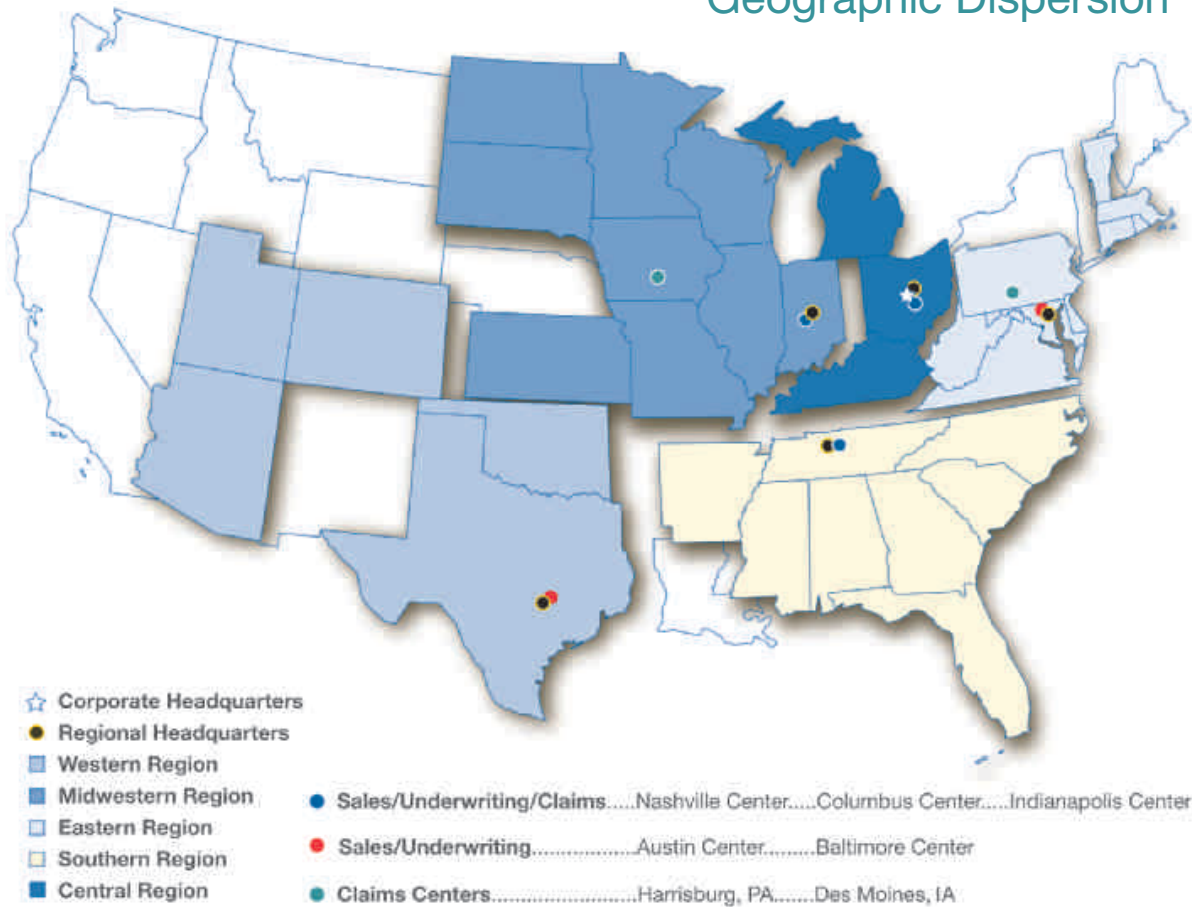 Geographic Dispersion
Corporate Headquarters
Regional Headquarters
Western Region
Midwestern Region
Eastern Region
Southern Region
Central Region
Sales/Underwriting/Claims.....Nashville Center.....Columbus Center.....Indianapolis Center
Sales/Underwriting..................Austin Center........Baltimore Center
Claims Centers........................Harrisburg, PA.......Des Moines, IA